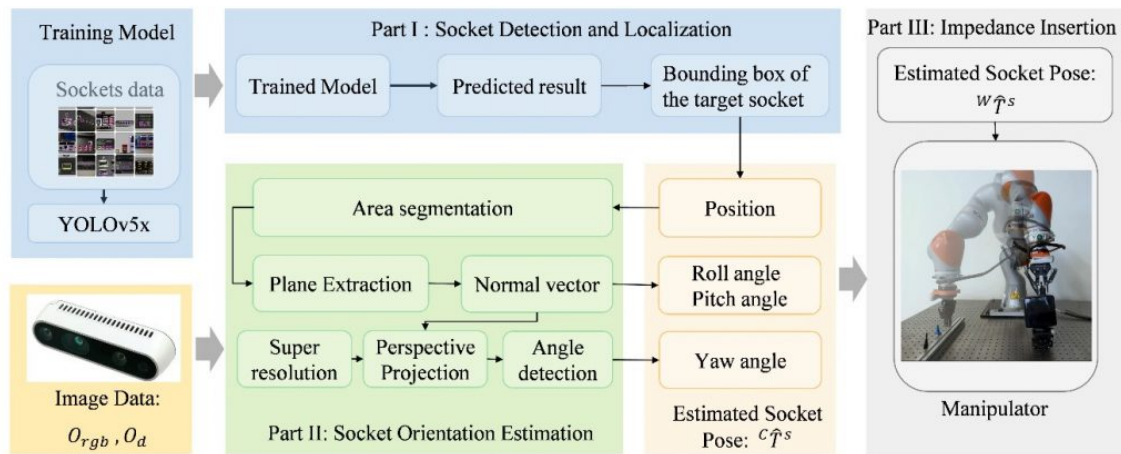 Training Model
Sockets data
YOLOv5x
Image Data:
O_rgb , O_d
Part I : Socket Detection and Localization
Trained Model
Predicted result
Bounding box of
the target socket
Area segmentation
Position
Plane Extraction
Normal vector
Roll angle
Pitch angle
Super
resolution
Perspective
Projection
Angle
detection
Yaw angle
Part II: Socket Orientation Estimation
Estimated Socket
Pose: ^C T̂ ^s
Part III: Impedance Insertion
Estimated Socket Pose:
^W T̂ ^s
Manipulator